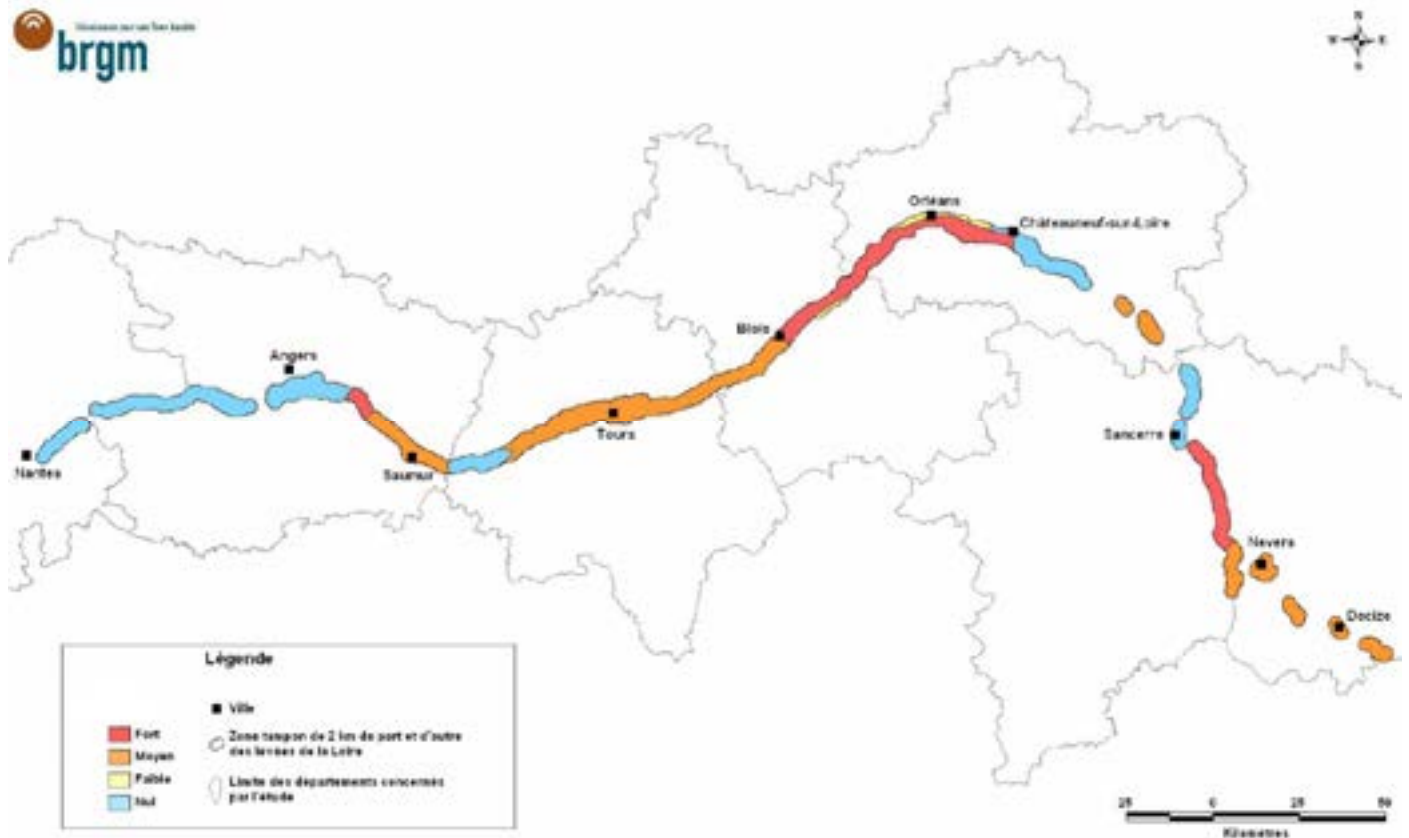 brgm
N
W E
S
Orléans
Châteauneuf-sur-Loire
Blois
Angers
Tours
Sancerre
Saumur
Nantes
Nevers
Decize
Légende
Ville
Zone tampon de 2 km de part et d'autre
des levées de la Loire
Limite des départements concernés
par l'étude
Fort
Moyen
Faible
Nul
25 0 25 50
Kilomètres